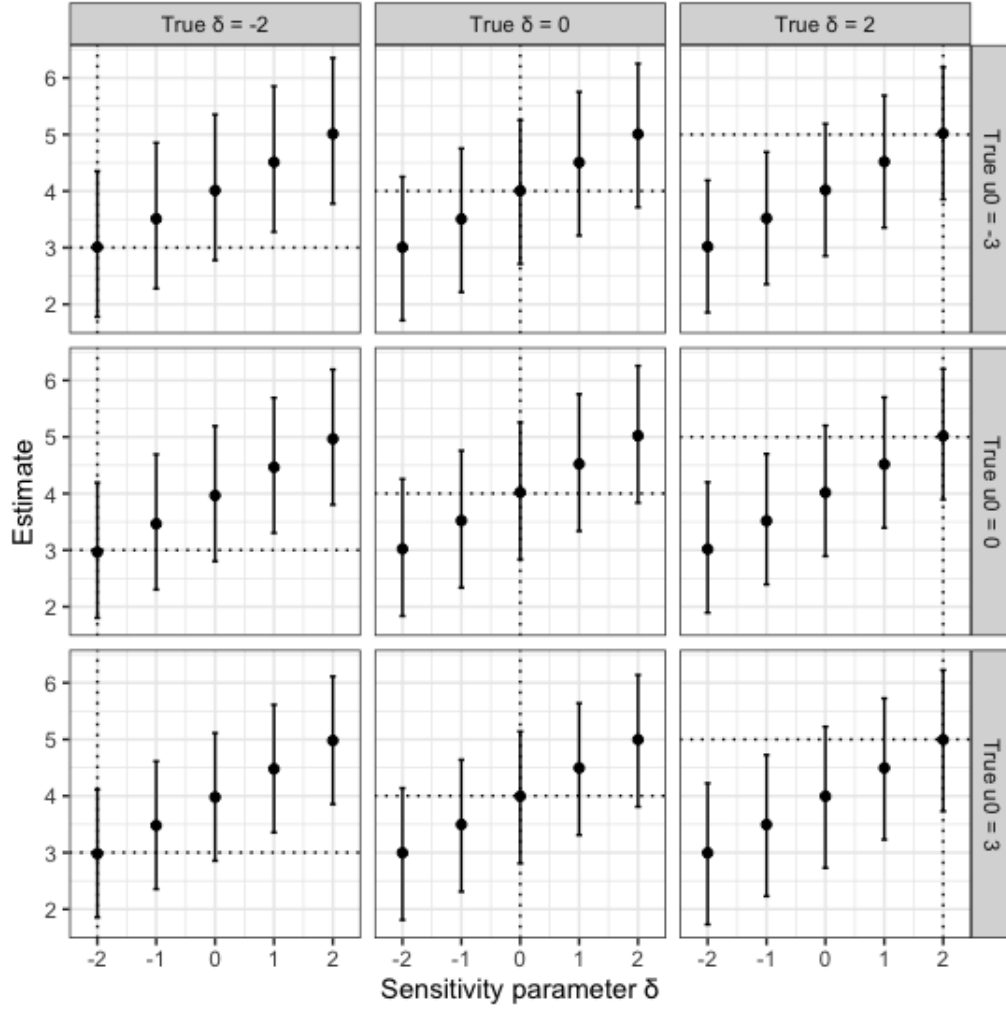 True δ = -2
True δ = 0
True δ = 2
6
5
4
3
2
True u0 = -3
6
5
4
3
2
True u0 = 0
6
5
4
3
2
True u0 = 3
Estimate
-2 -1 0 1 2
-2 -1 0 1 2
-2 -1 0 1 2
Sensitivity parameter δ